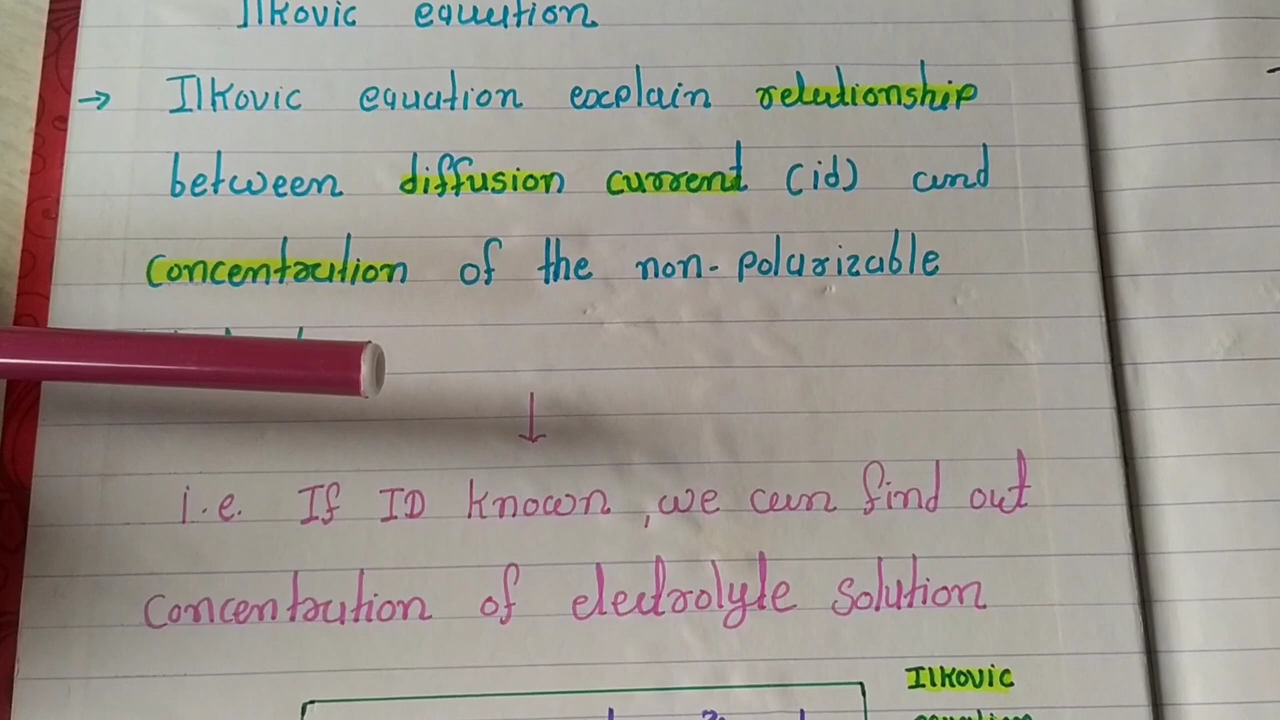 Ilkovic equation
→ Ilkovic equation explain relationship
between diffusion current (id) and
concentration of the non-polarizable
↓
i.e. If ID known, we can find out
concentration of electrolyte solution
Ilkovic